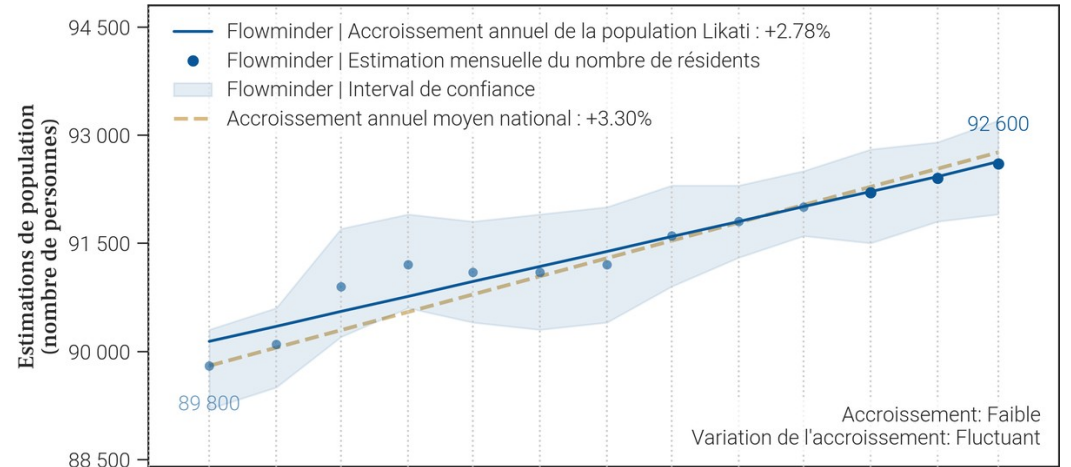 94 500
Flowminder | Accroissement annuel de la population Likati : +2.78%
Flowminder | Estimation mensuelle du nombre de résidents
Flowminder | Interval de confiance
Accroissement annuel moyen national : +3.30%
93 000
92 600
Estimations de population
(nombre de personnes)
91 500
90 000
89 800
Accroissement: Faible
Variation de l'accroissement: Fluctuant
88 500